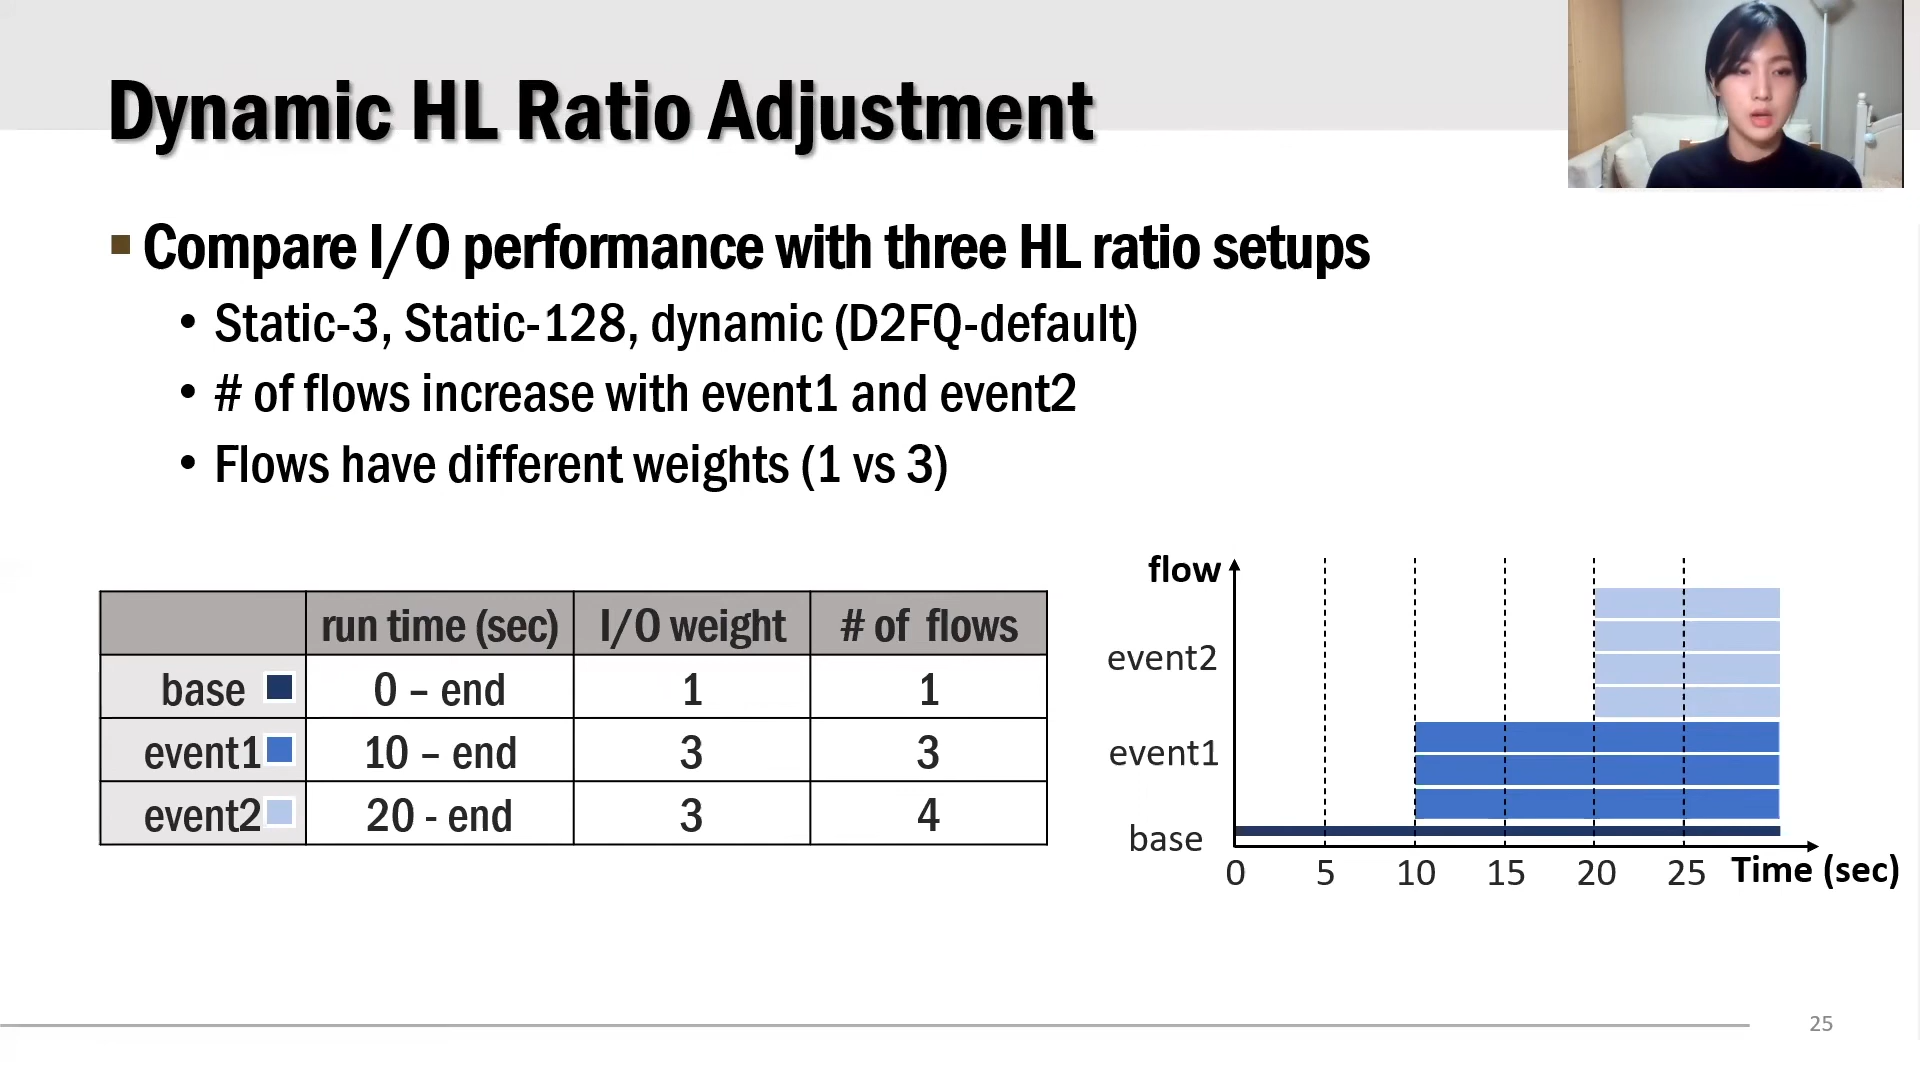 Dynamic HL Ratio Adjustment
Compare I/O performance with three HL ratio setups
• Static-3, Static-128, dynamic (D2FQ-default)
• # of flows increase with event1 and event2
• Flows have different weights (1 vs 3)
run time (sec) I/O weight # of flows
base 0 – end 1 1
event1 10 – end 3 3
event2 20 - end 3 4
flow
event2
event1
base
0 5 10 15 20 25 Time (sec)
25